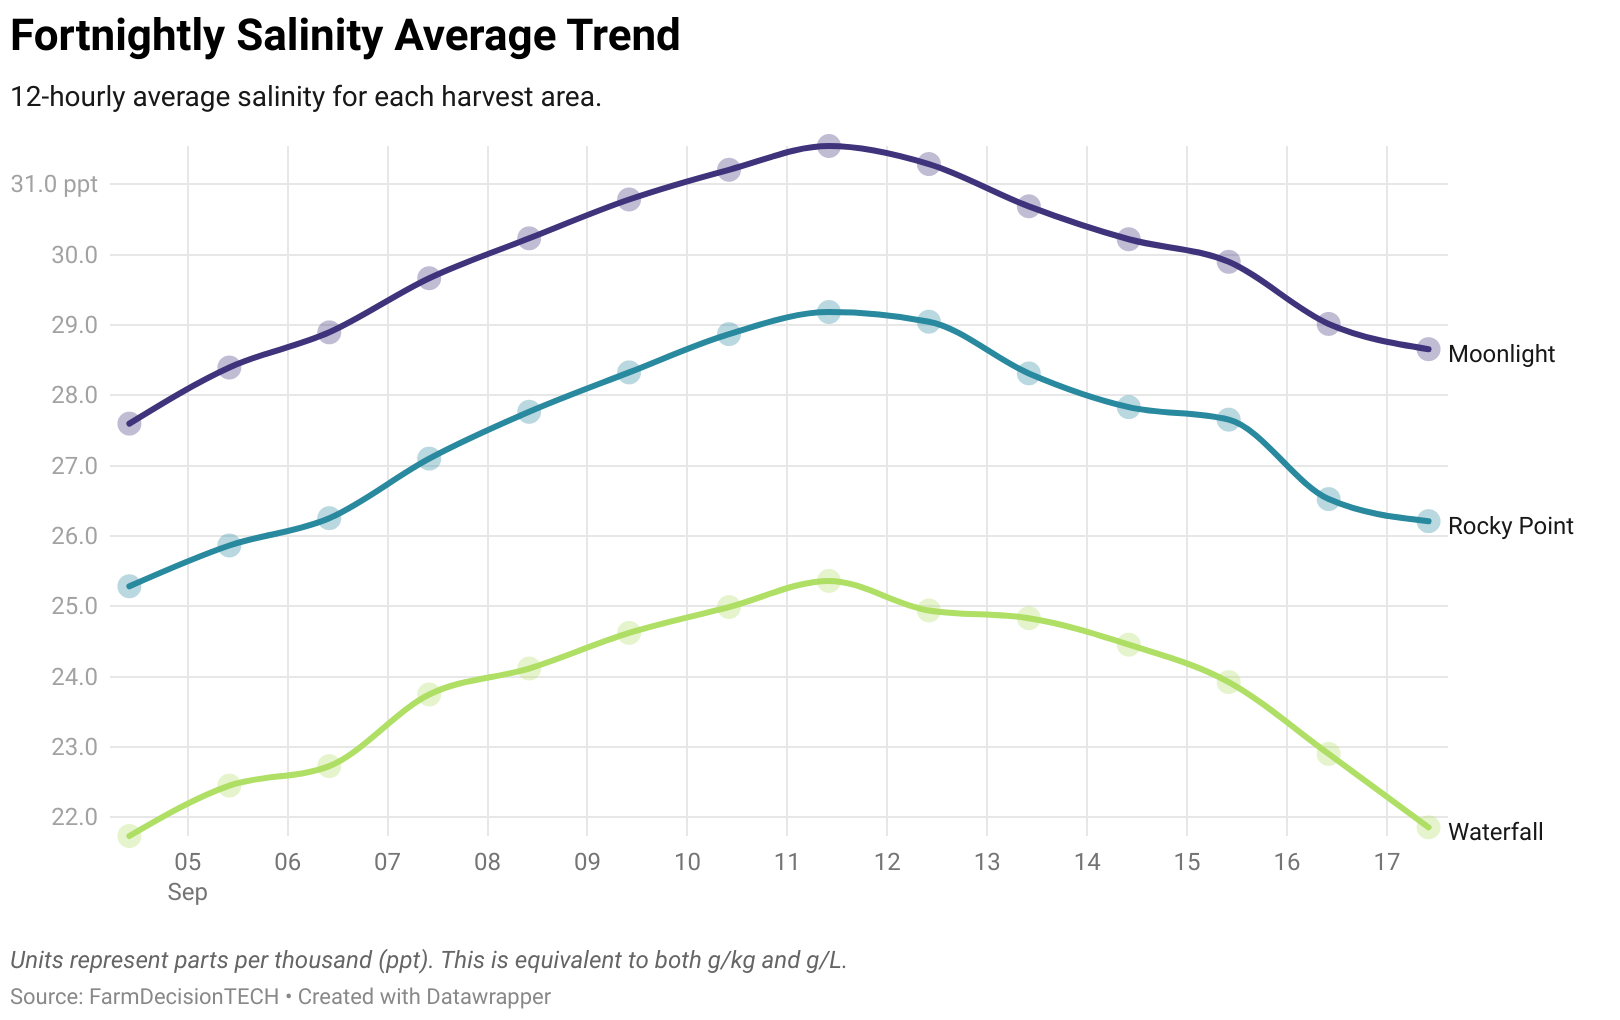 Fortnightly Salinity Average Trend
12-hourly average salinity for each harvest area.
31.0 ppt
30.0
29.0
28.0
27.0
26.0
25.0
24.0
23.0
22.0
Moonlight
Rocky Point
Waterfall
05 06 07 08 09 10 11 12 13 14 15 16 17
Sep
Units represent parts per thousand (ppt). This is equivalent to both g/kg and g/L.
Source: FarmDecisionTECH • Created with Datawrapper